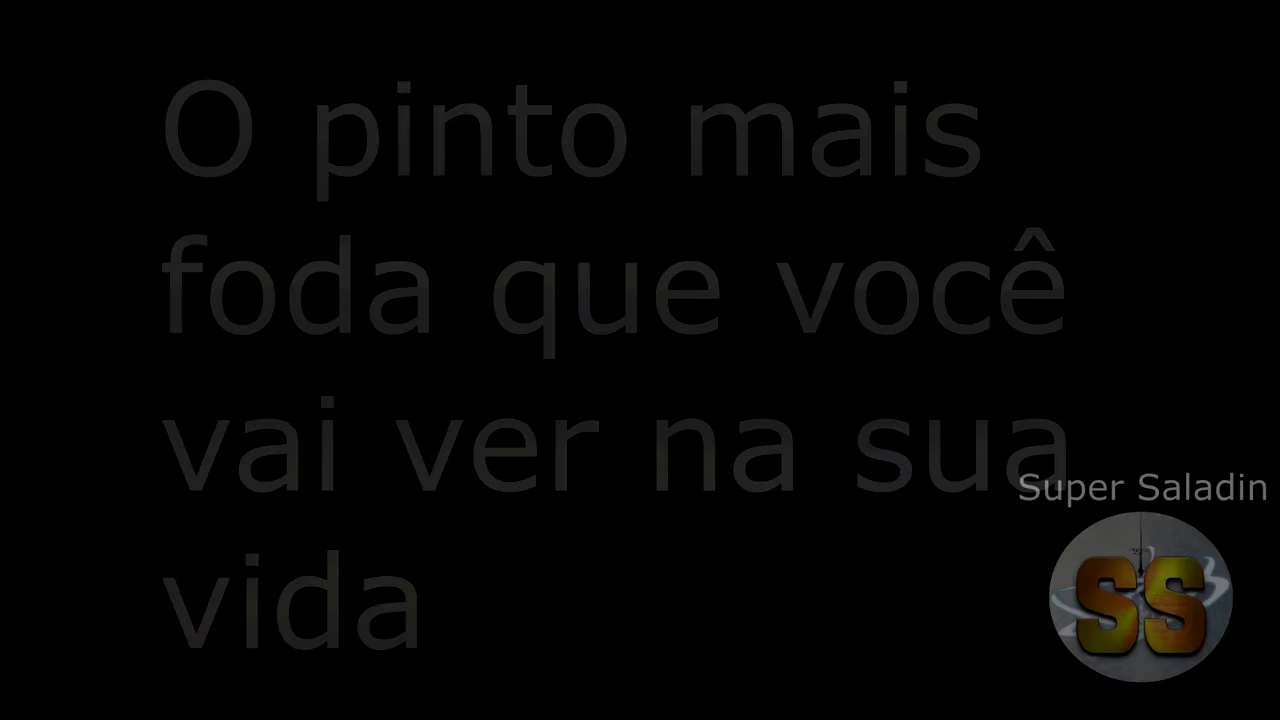 O pinto mais
foda que você
vai ver na sua
vida
Super Saladin
SS